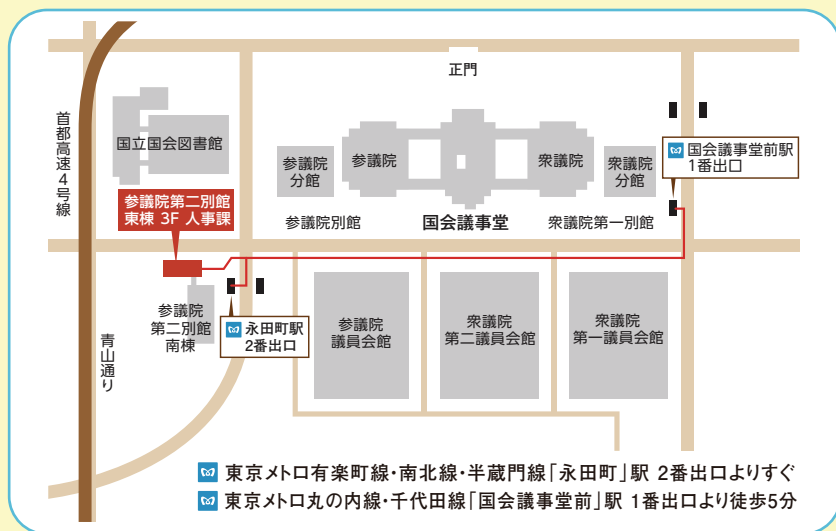 正門
首都高速4号線
国立国会図書館
参議院
分館
参議院
衆議院
衆議院
分館
国会議事堂前駅
1番出口
参議院第二別館
東棟 3F 人事課
参議院別館
国会議事堂
衆議院第一別館
参議院
第二別館
南棟
永田町駅
2番出口
参議院
議員会館
衆議院
第二議員会館
衆議院
第一議員会館
青山通り
東京メトロ有楽町線・南北線・半蔵門線「永田町」駅 2番出口よりすぐ
東京メトロ丸の内線・千代田線「国会議事堂前」駅 1番出口より徒歩5分